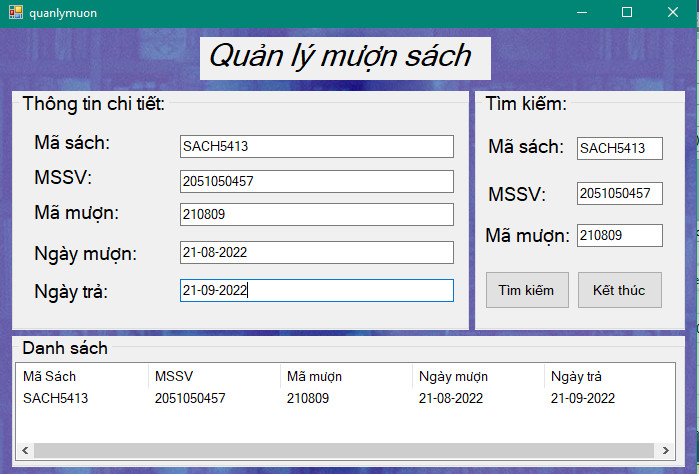 quanlymuon
Quản lý mượn sách
Thông tin chi tiết:
Mã sách: SACH5413
MSSV: 2051050457
Mã mượn: 210809
Ngày mượn: 21-08-2022
Ngày trả: 21-09-2022
Tìm kiếm:
Mã sách: SACH5413
MSSV: 2051050457
Mã mượn: 210809
Tìm kiếm Kết thúc
Danh sách
Mã Sách MSSV Mã mượn Ngày mượn Ngày trả
SACH5413 2051050457 210809 21-08-2022 21-09-2022